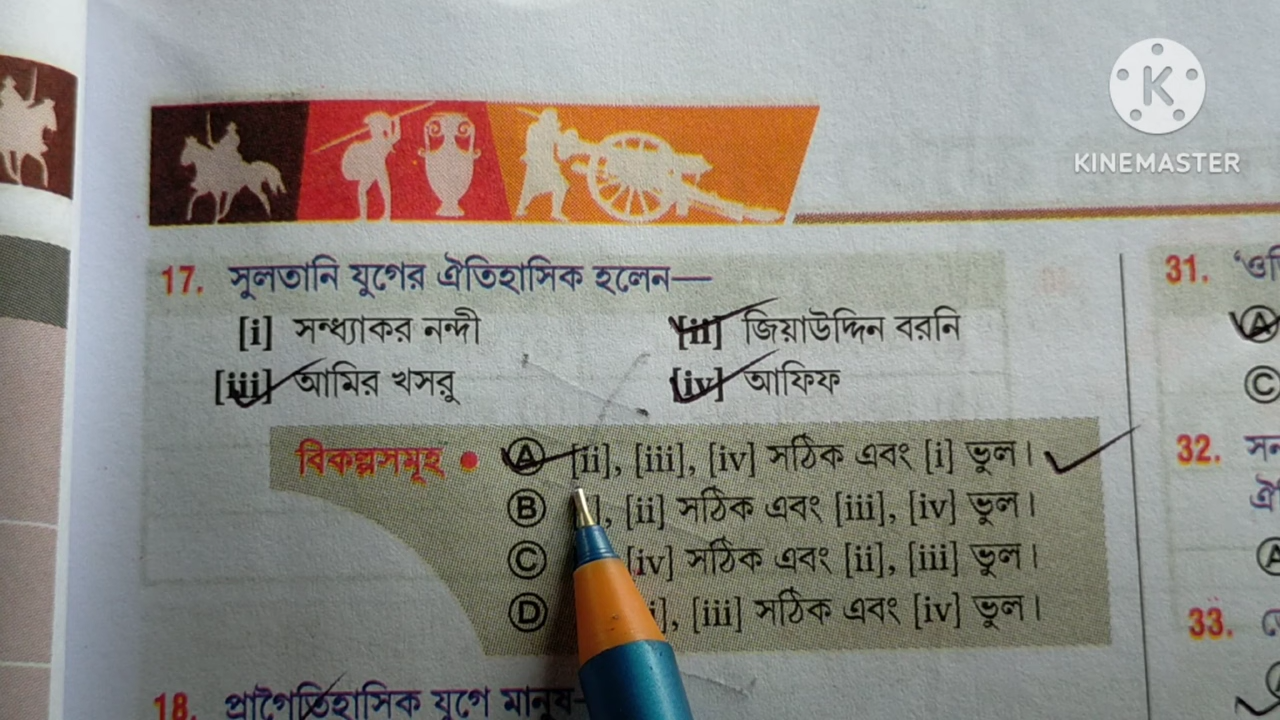 KINEMASTER
17. সুলতানি যুগের ঐতিহাসিক হলেন—
[i] সন্ধ্যাকর নন্দী [ii] জিয়াউদ্দিন বরনি
[iii] আমির খসরু [iv] আফিফ
বিকল্পসমূহ • Ⓐ [ii], [iii], [iv] সঠিক এবং [i] ভুল।
Ⓑ [ii] সঠিক এবং [iii], [iv] ভুল।
Ⓒ [iv] সঠিক এবং [ii], [iii] ভুল।
Ⓓ [iii] সঠিক এবং [iv] ভুল।
18. প্রাগৈতিহাসিক যুগে মানুষ-
31.
Ⓐ
Ⓒ
32.
33.